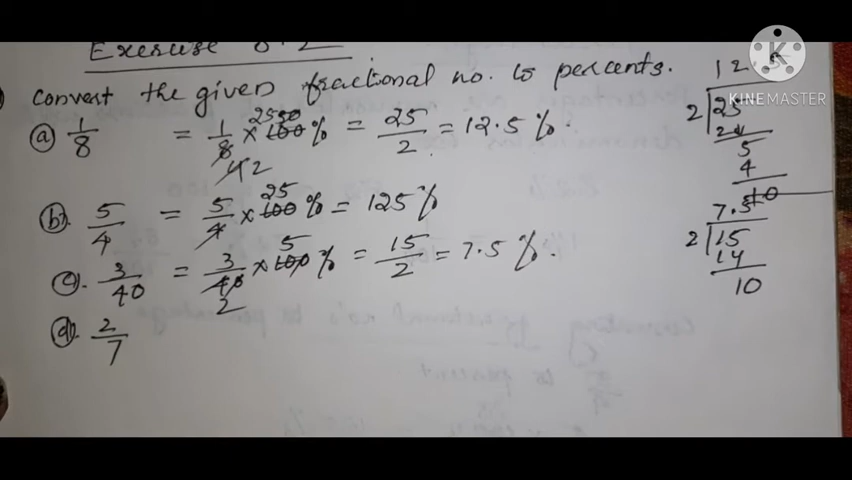 Exersise 8.2
convert the given fractional no. to percents.
(a) 1/8 = 1/8 × 100 % = 25/2 = 12.5 %.
(b). 5/4 = 5/4 × 100 % = 125 %
(c). 3/40 = 3/40 × 100 % = 15/2 = 7.5 %.
(d). 2/7
12.5
2 25
24
5
4
10
7.5
2 15
14
10
KINEMASTER